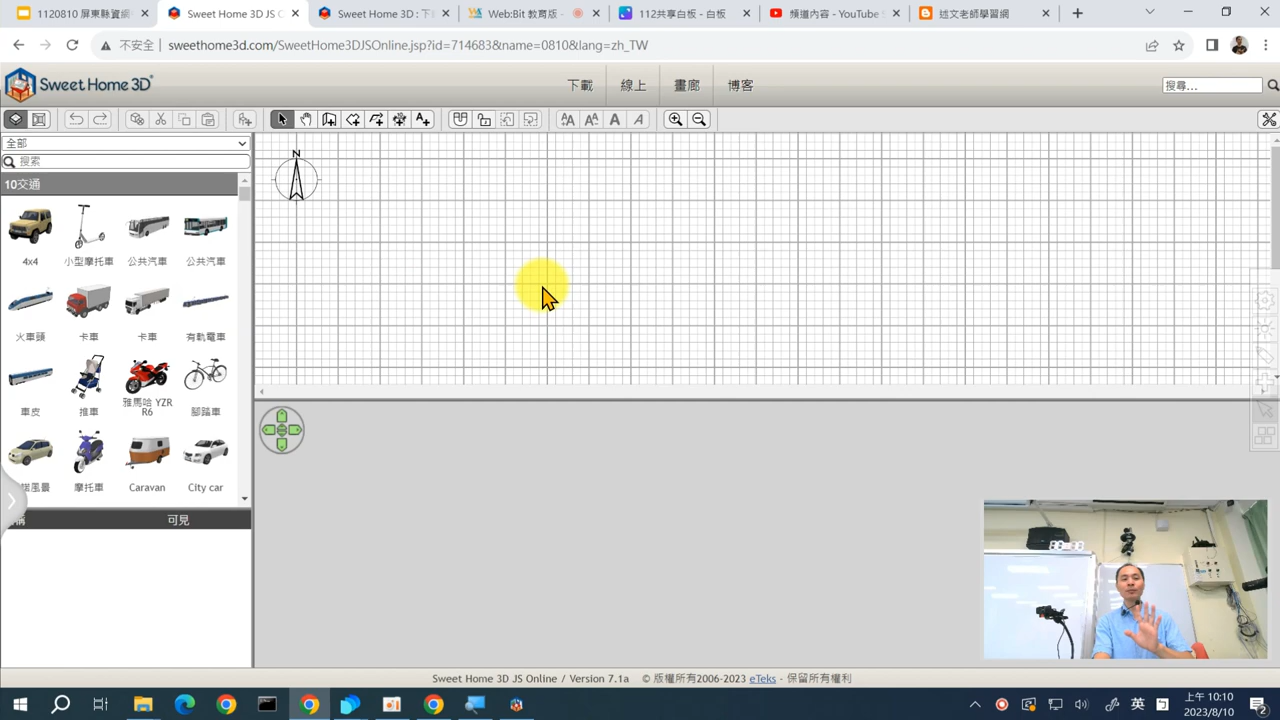 1120810 屏東縣資網
Sweet Home 3D JS O
Sweet Home 3D : 下
Web:Bit 教育版 -
112共享白板 - 白板
頻道內容 - YouTube S
述文老師學習網
不安全
sweethome3d.com/SweetHome3DJSOnline.jsp?id=714683&name=0810&lang=zh_TW
Sweet Home 3D
下載
線上
畫廊
博客
搜尋...
全部
搜索
10交通
N
4x4
小型摩托車
公共汽車
公共汽車
火車頭
卡車
卡車
有軌電車
車皮
推車
雅馬哈 YZR R6
腳踏車
諾風景
摩托車
Caravan
City car
稱
可見
Sweet Home 3D JS Online / Version 7.1a © 版權所有2006-2023 eTeks - 保留所有權利
英
上午 10:10
2023/8/10
2